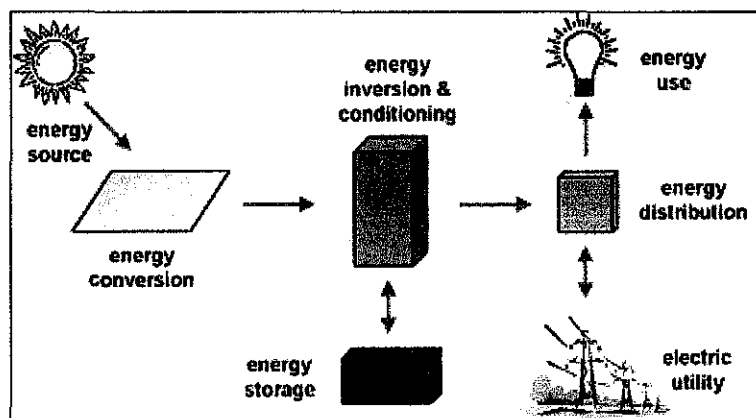 energy
source
energy
conversion
energy
inversion &
conditioning
energy
storage
energy
use
energy
distribution
electric
utility